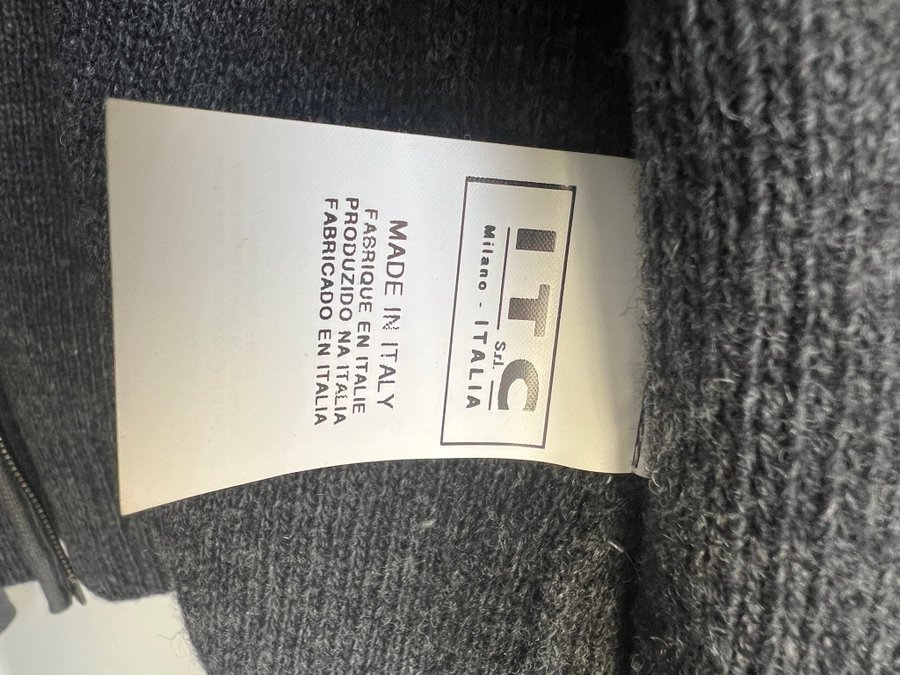 ITC
S.r.l.
Milano - ITALIA
MADE IN ITALY
FABRIQUE EN ITALIE
PRODUZIDO NA ITALIA
FABRICADO EN ITALIA